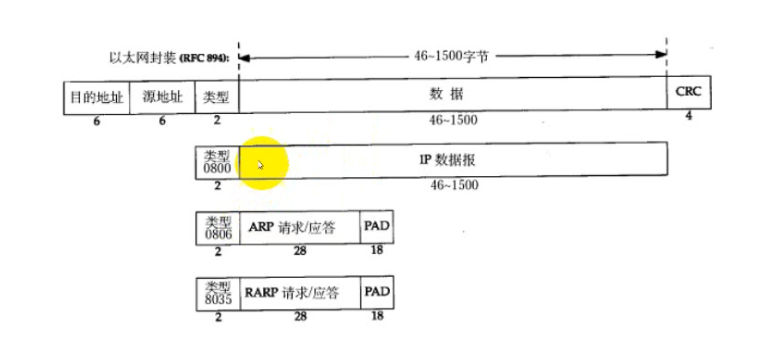 以太网封装 (RFC 894):
46~1500字节
目的地址 源地址 类型 数 据 CRC
6 6 2 46~1500 4
类型 0800 IP 数据报
2 46~1500
类型 0806 ARP 请求/应答 PAD
2 28 18
类型 8035 RARP 请求/应答 PAD
2 28 18